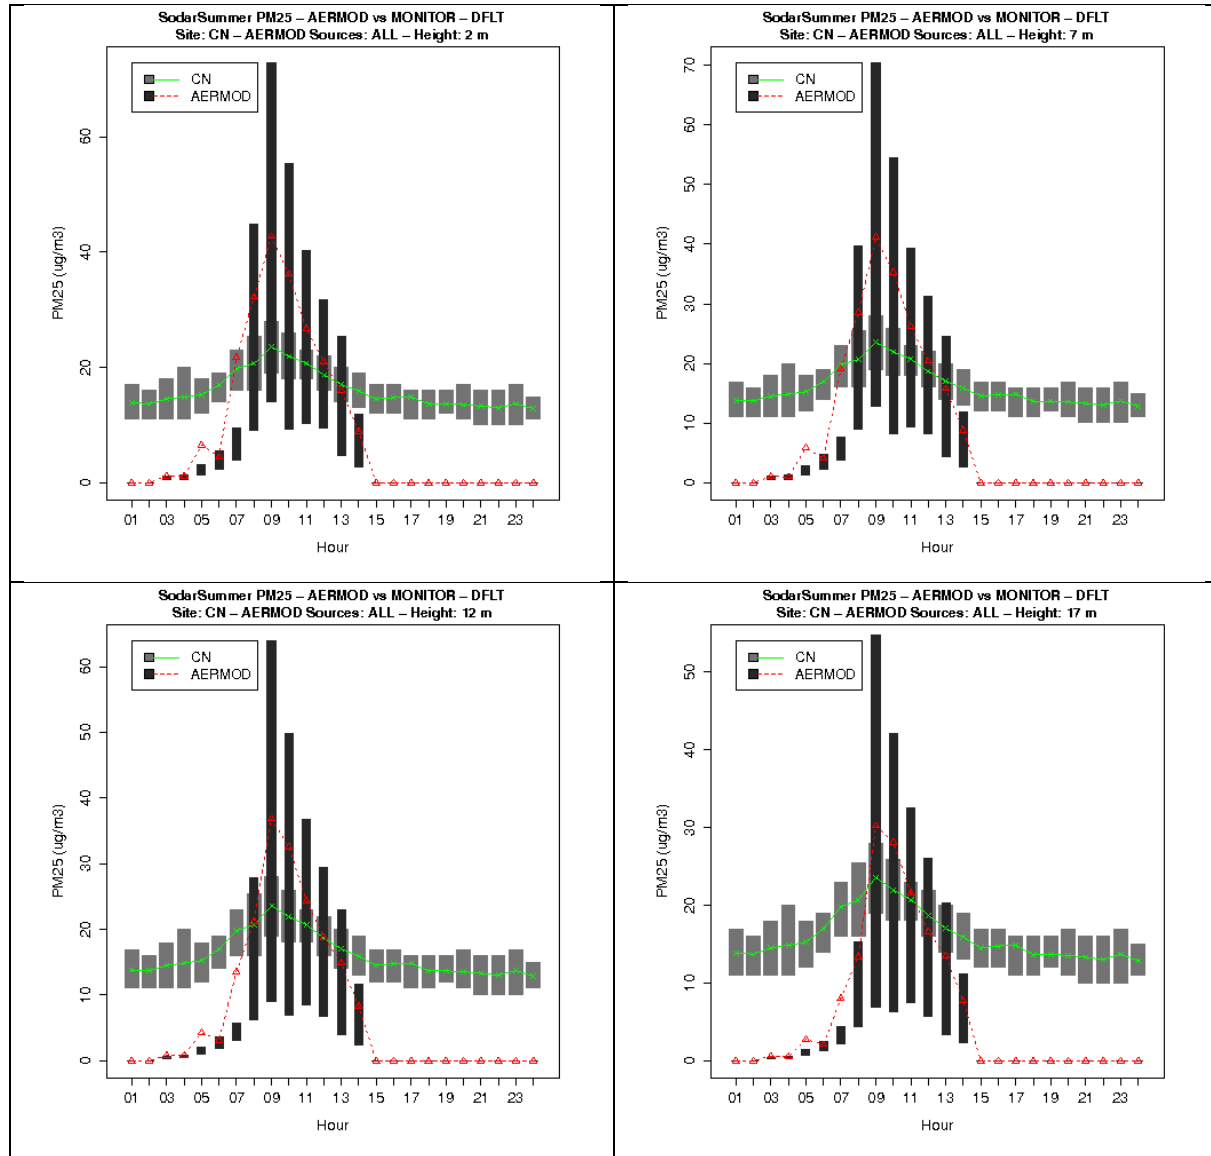 SodarSummer PM25 – AERMOD vs MONITOR – DFLT
Site: CN – AERMOD Sources: ALL – Height: 2 m
CN
AERMOD
PM25 (ug/m3)
0 20 40 60
01 03 05 07 09 11 13 15 17 19 21 23
Hour
SodarSummer PM25 – AERMOD vs MONITOR – DFLT
Site: CN – AERMOD Sources: ALL – Height: 7 m
CN
AERMOD
PM25 (ug/m3)
0 10 20 30 40 50 60 70
01 03 05 07 09 11 13 15 17 19 21 23
Hour
SodarSummer PM25 – AERMOD vs MONITOR – DFLT
Site: CN – AERMOD Sources: ALL – Height: 12 m
CN
AERMOD
PM25 (ug/m3)
0 10 20 30 40 50 60
01 03 05 07 09 11 13 15 17 19 21 23
Hour
SodarSummer PM25 – AERMOD vs MONITOR – DFLT
Site: CN – AERMOD Sources: ALL – Height: 17 m
CN
AERMOD
PM25 (ug/m3)
0 10 20 30 40 50
01 03 05 07 09 11 13 15 17 19 21 23
Hour